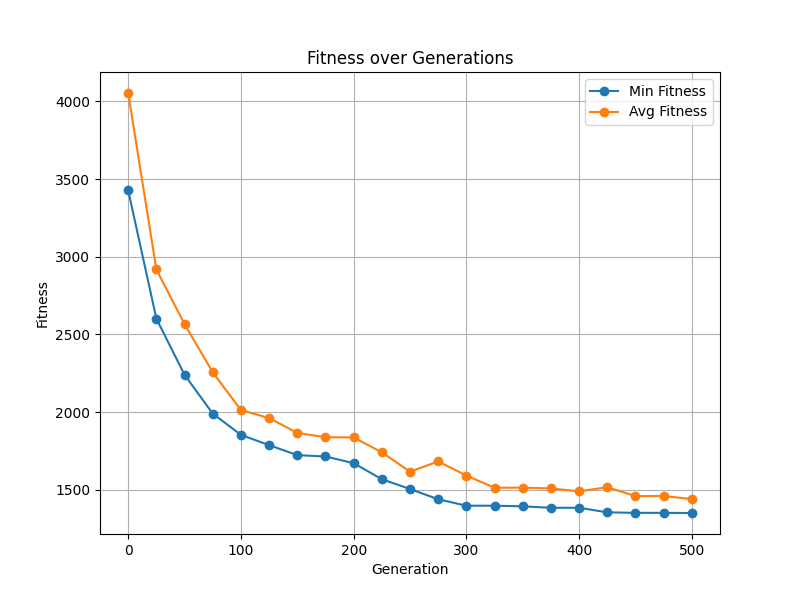 Fitness over Generations
Min Fitness
Avg Fitness
Fitness
4000
3500
3000
2500
2000
1500
0 100 200 300 400 500
Generation